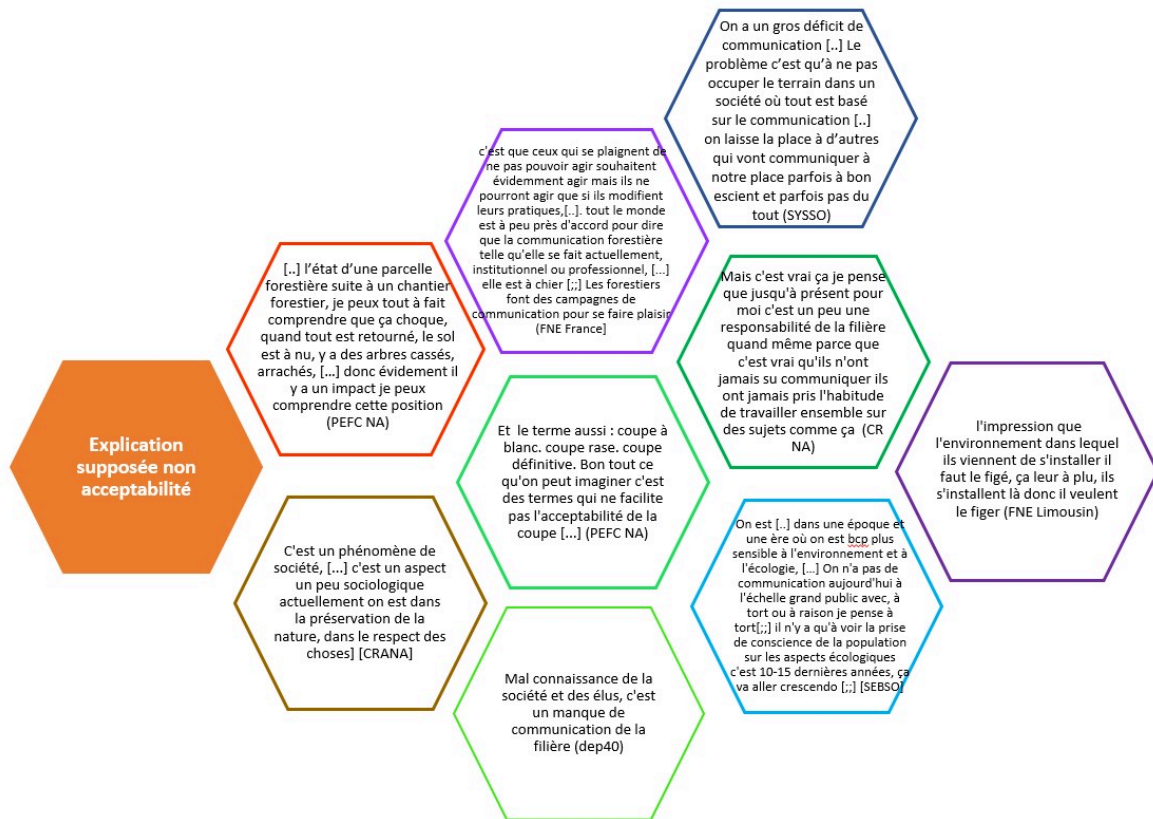 Explication
supposée non
acceptabilité
[..] l’état d’une parcelle
forestière suite à un chantier
forestier, je peux tout à fait
comprendre que ça choque,
quand tout est retourné, le sol
est à nu, y a des arbres cassés,
arrachés, […] donc évidement il
y a un impact je peux
comprendre cette position
(PEFC NA)
C'est un phénomène de
société, [...] c'est un aspect
un peu sociologique
actuellement on est dans
la préservation de la
nature, dans le respect des
choses] [CRANA]
c'est que ceux qui se plaignent de
ne pas pouvoir agir souhaitent
évidemment agir mais ils ne
pourront agir que si ils modifient
leurs pratiques,[..]. tout le monde
est à peu près d'accord pour dire
que la communication forestière
telle qu'elle se fait actuellement,
institutionnel ou professionnel, [...]
elle est à chier [;;] Les forestiers
font des campagnes de
communication pour se faire plaisir
(FNE France]
Et le terme aussi : coupe à
blanc. coupe rase. coupe
définitive. Bon tout ce
qu'on peut imaginer c'est
des termes qui ne facilite
pas l'acceptabilité de la
coupe [...] (PEFC NA)
Mal connaissance de la
société et des élus, c'est
un manque de
communication de la
filière (dep40)
On a un gros déficit de
communication [..] Le
problème c’est qu’à ne pas
occuper le terrain dans un
société où tout est basé
sur le communication [..]
on laisse la place à d’autres
qui vont communiquer à
notre place parfois à bon
escient et parfois pas du
tout (SYSSO)
Mais c'est vrai ça je pense
que jusqu'à présent pour
moi c'est un peu une
responsabilité de la filière
quand même parce que
c'est vrai qu'ils n'ont
jamais su communiquer ils
ont jamais pris l'habitude
de travailler ensemble sur
des sujets comme ça (CR
NA)
On est [..] dans une époque et
une ère où on est bcp plus
sensible à l'environnement et à
l'écologie, [...] On n'a pas de
communication aujourd'hui à
l'échelle grand public avec, à
tort ou à raison je pense à
tort[;;] il n'y a qu'à voir la prise
de conscience de la population
sur les aspects écologiques
c'est 10-15 dernières années, ça
va aller crescendo [;;] [SEBSO]
l'impression que
l'environnement dans lequel
ils viennent de s'installer il
faut le figé, ça leur à plu, ils
s'installent là donc il veulent
le figer (FNE Limousin)